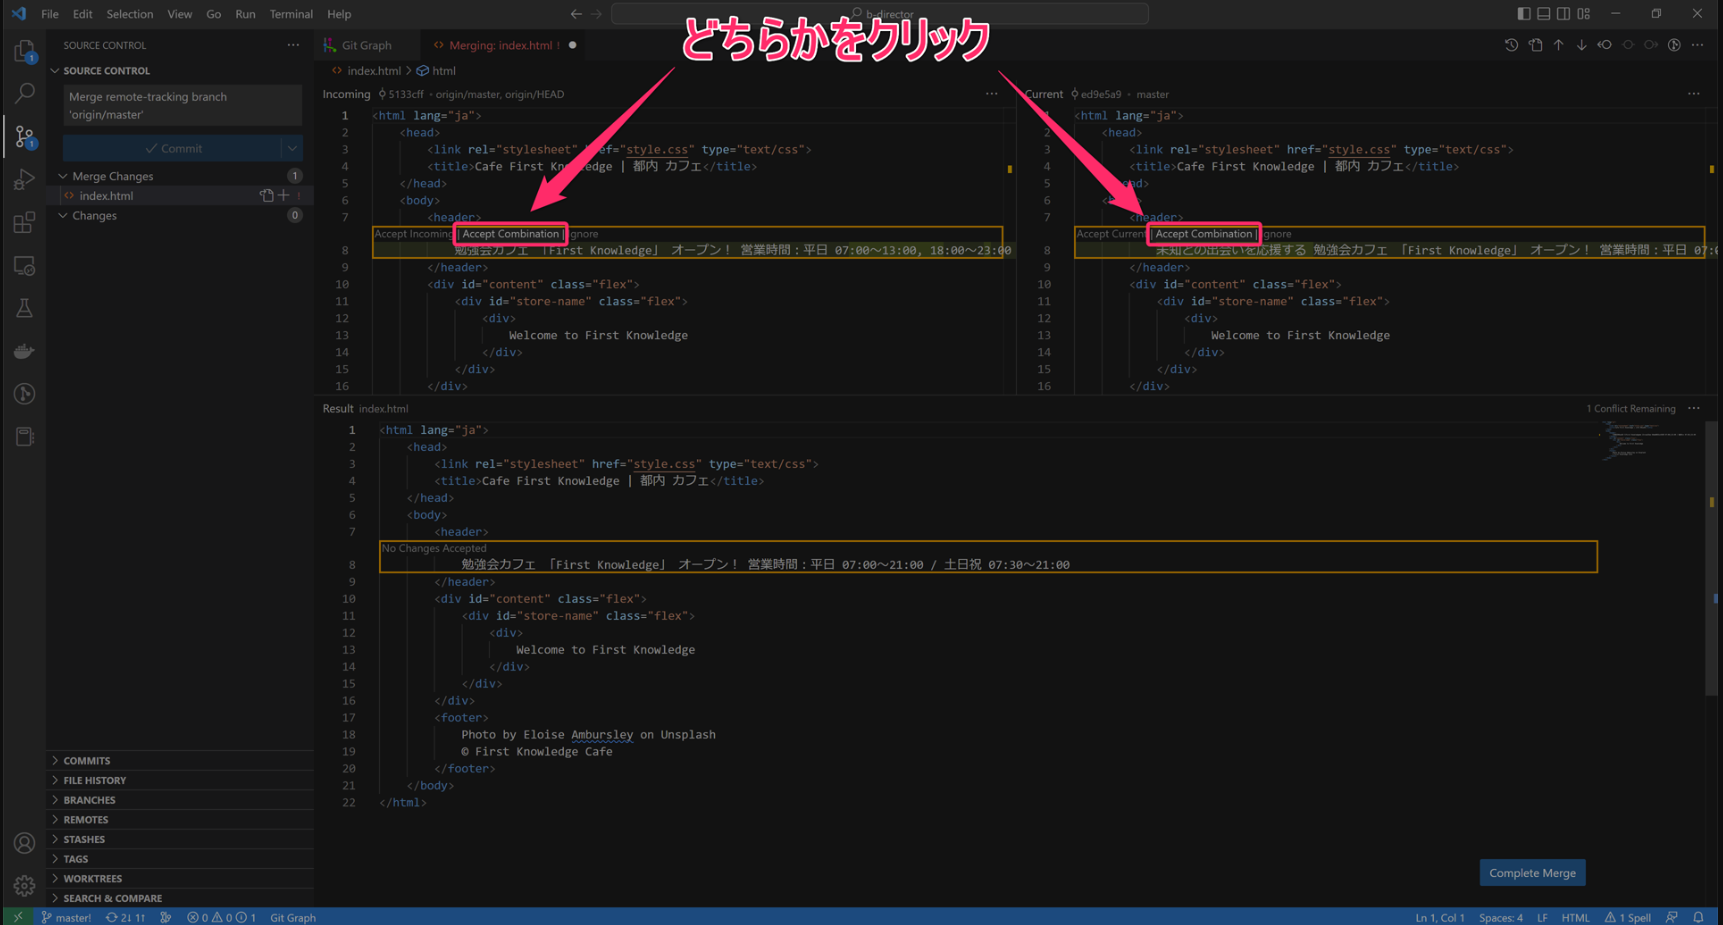 File Edit Selection View Go Run Terminal Help
b-director
どちらかをクリック
SOURCE CONTROL
SOURCE CONTROL
Merge remote-tracking branch
'origin/master'
Commit
Merge Changes 1
index.html !
Changes 0
COMMITS
FILE HISTORY
BRANCHES
REMOTES
STASHES
TAGS
WORKTREES
SEARCH & COMPARE
Git Graph
Merging: index.html !
index.html > html
Incoming 5133cff • origin/master, origin/HEAD
1 <html lang="ja">
2 <head>
3 <link rel="stylesheet" href="style.css" type="text/css">
4 <title>Cafe First Knowledge | 都内 カフェ</title>
5 </head>
6 <body>
7 <header>
Accept Incoming | Accept Combination | Ignore
8 勉強会カフェ 「First Knowledge」 オープン！ 営業時間：平日 07:00～13:00, 18:00～23:00
9 </header>
10 <div id="content" class="flex">
11 <div id="store-name" class="flex">
12 <div>
13 Welcome to First Knowledge
14 </div>
15 </div>
16 </div>
Current ed9e5a9 • master
1 <html lang="ja">
2 <head>
3 <link rel="stylesheet" href="style.css" type="text/css">
4 <title>Cafe First Knowledge | 都内 カフェ</title>
5 </head>
6
7 <header>
Accept Current | Accept Combination | Ignore
8 未知との出会いを応援する 勉強会カフェ 「First Knowledge」 オープン！ 営業時間：平日 07:
9 </header>
10 <div id="content" class="flex">
11 <div id="store-name" class="flex">
12 <div>
13 Welcome to First Knowledge
14 </div>
15 </div>
16 </div>
Result index.html
1 Conflict Remaining
1 <html lang="ja">
2 <head>
3 <link rel="stylesheet" href="style.css" type="text/css">
4 <title>Cafe First Knowledge | 都内 カフェ</title>
5 </head>
6 <body>
7 <header>
No Changes Accepted
8 勉強会カフェ 「First Knowledge」 オープン！ 営業時間：平日 07:00～21:00 / 土日祝 07:30～21:00
9 </header>
10 <div id="content" class="flex">
11 <div id="store-name" class="flex">
12 <div>
13 Welcome to First Knowledge
14 </div>
15 </div>
16 </div>
17 <footer>
18 Photo by Eloise Ambursley on Unsplash
19 © First Knowledge Cafe
20 </footer>
21 </body>
22 </html>
Complete Merge
master! 2↓ 1↑ 0 0 1 Git Graph
Ln 1, Col 1 Spaces: 4 LF HTML 1 Spell